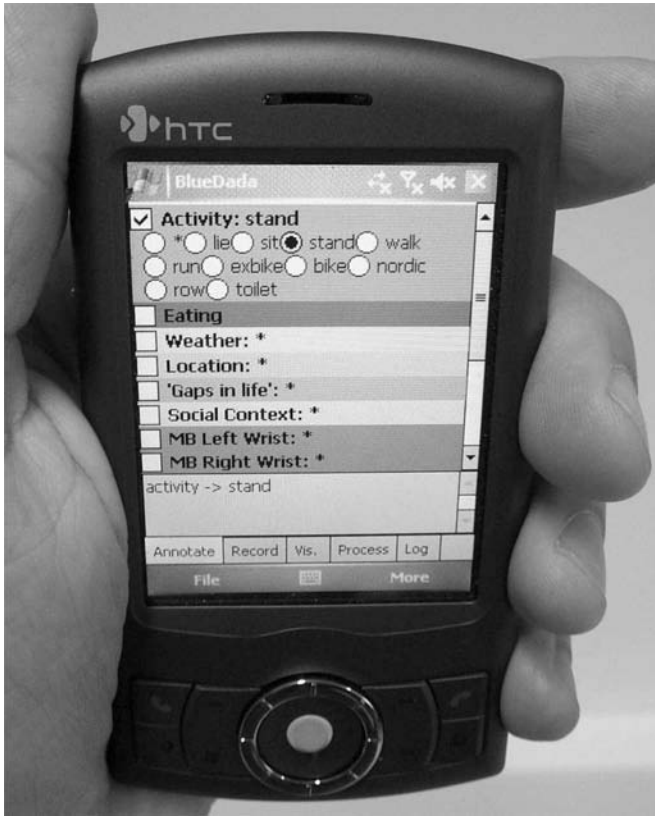 hTC
BlueDada
Activity: stand
* lie sit stand walk
run exbike bike nordic
row toilet
Eating
Weather: *
Location: *
'Gaps in life': *
Social Context: *
MB Left Wrist: *
MB Right Wrist: *
activity -> stand
Annotate Record Vis. Process Log
File More